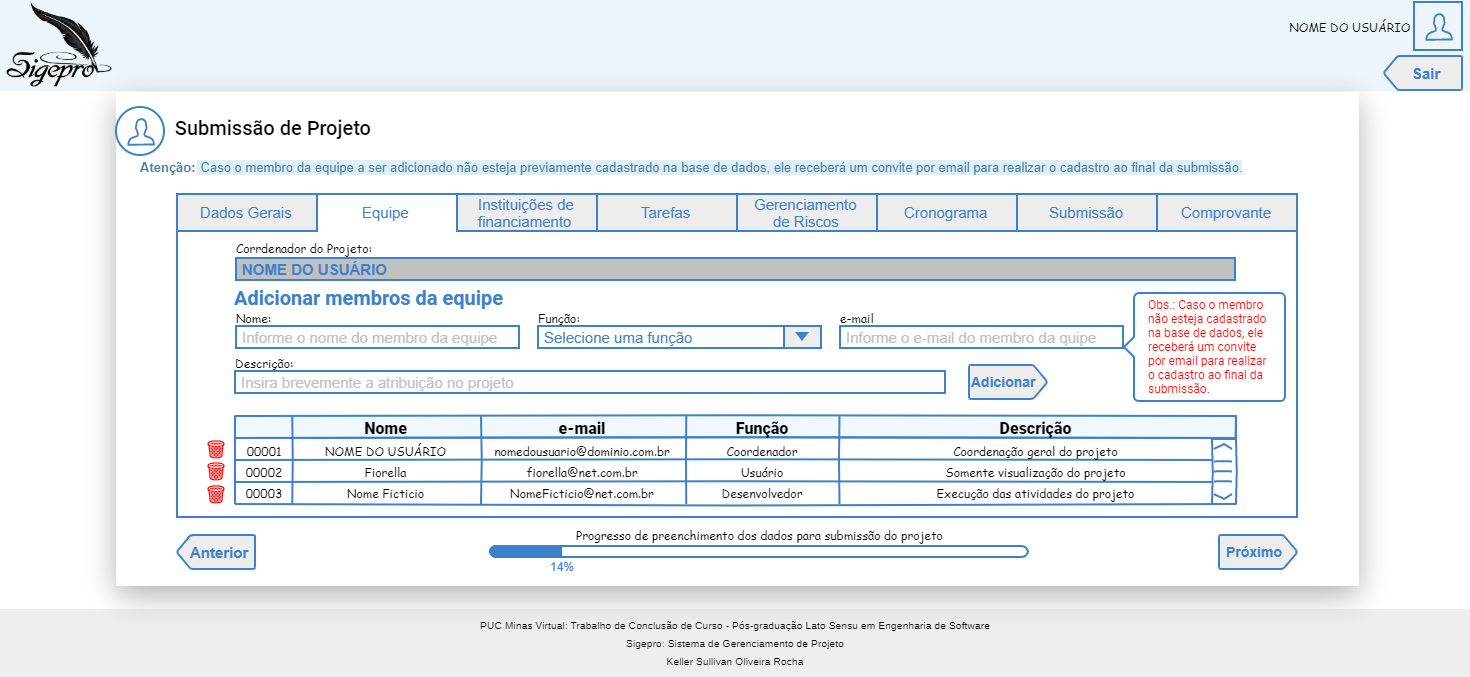 Sigepro
NOME DO USUÁRIO
Sair
Submissão de Projeto
Atenção: Caso o membro da equipe a ser adicionado não esteja previamente cadastrado na base de dados, ele receberá um convite por email para realizar o cadastro ao final da submissão.
Dados Gerais
Equipe
Instituições de
financiamento
Tarefas
Gerenciamento
de Riscos
Cronograma
Submissão
Comprovante
Corrdenador do Projeto:
NOME DO USUÁRIO
Adicionar membros da equipe
Nome:
Informe o nome do membro da equipe
Função:
Selecione uma função
e-mail
Informe o e-mail do membro da quipe
Obs.: Caso o membro
não esteja cadastrado
na base de dados, ele
receberá um convite
por email para realizar
o cadastro ao final da
submissão.
Descrição:
Insira brevemente a atribuição no projeto
Adicionar
Nome e-mail Função Descrição
00001 NOME DO USUÁRIO nomedousuario@dominio.com.br Coordenador Coordenação geral do projeto
00002 Fiorella fiorella@net.com.br Usuário Somente visualização do projeto
00003 Nome Ficticio NomeFicticio@net.com.br Desenvolvedor Execução das atividades do projeto
Anterior
Progresso de preenchimento dos dados para submissão do projeto
14%
Próximo
PUC Minas Virtual: Trabalho de Conclusão de Curso - Pós-graduação Lato Sensu em Engenharia de Software
Sigepro: Sistema de Gerenciamento de Projeto
Keller Sullivan Oliveira Rocha